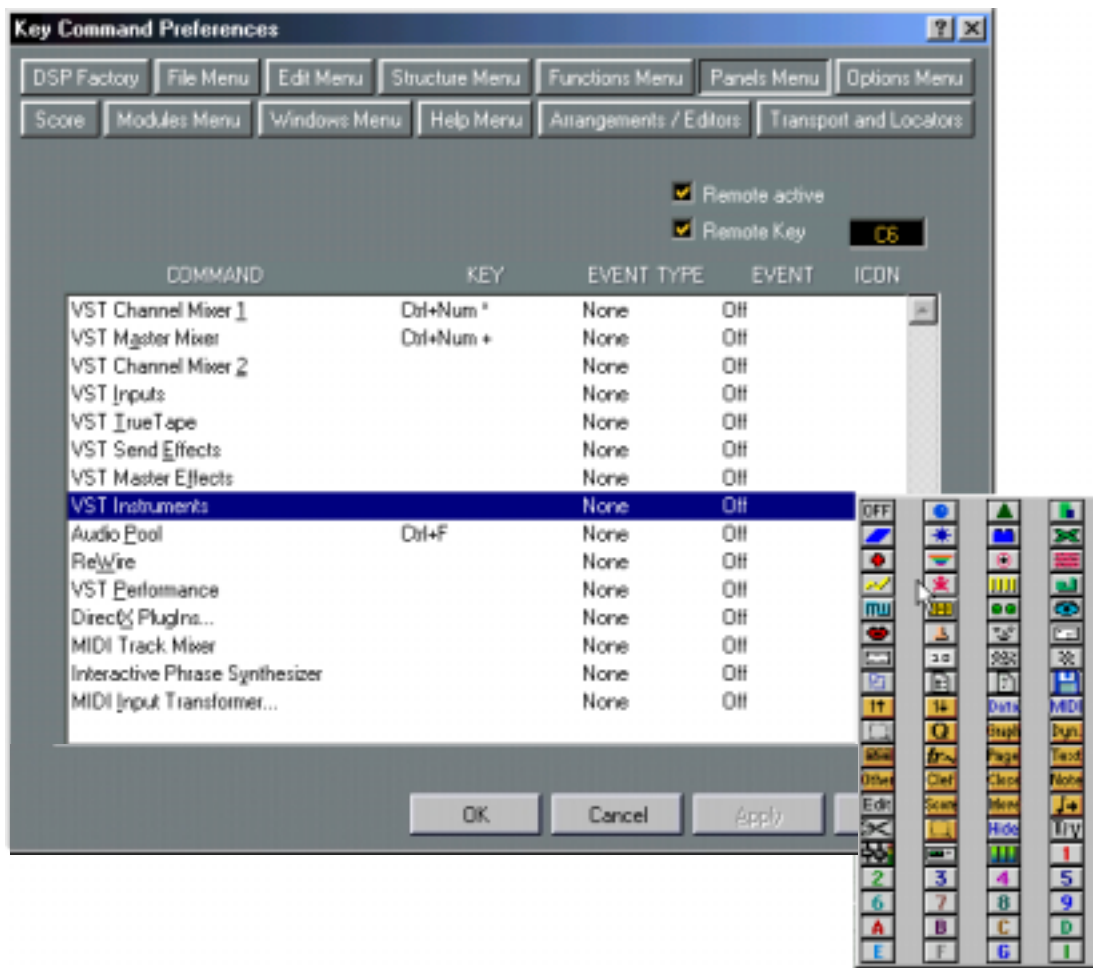 Key Command Preferences
DSP Factory File Menu Edit Menu Structure Menu Functions Menu Panels Menu Options Menu
Score Modules Menu Windows Menu Help Menu Arrangements / Editors Transport and Locators
Remote active
Remote Key C6
COMMAND KEY EVENT TYPE EVENT ICON
VST Channel Mixer 1 Ctrl+Num * None Off
VST Master Mixer Ctrl+Num + None Off
VST Channel Mixer 2 None Off
VST Inputs None Off
VST TrueTape None Off
VST Send Effects None Off
VST Master Effects None Off
VST Instruments None Off
Audio Pool Ctrl+F None Off
ReWire None Off
VST Performance None Off
DirectX PlugIns... None Off
MIDI Track Mixer None Off
Interactive Phrase Synthesizer None Off
MIDI Input Transformer... None Off
OK Cancel Apply
OFF
Data MIDI
Q Graph Dyn.
Page Text
Other Clef Close Note
Edit Score Move
Hide Try
1
2 3 4 5
6 7 8 9
A B C D
E F G I